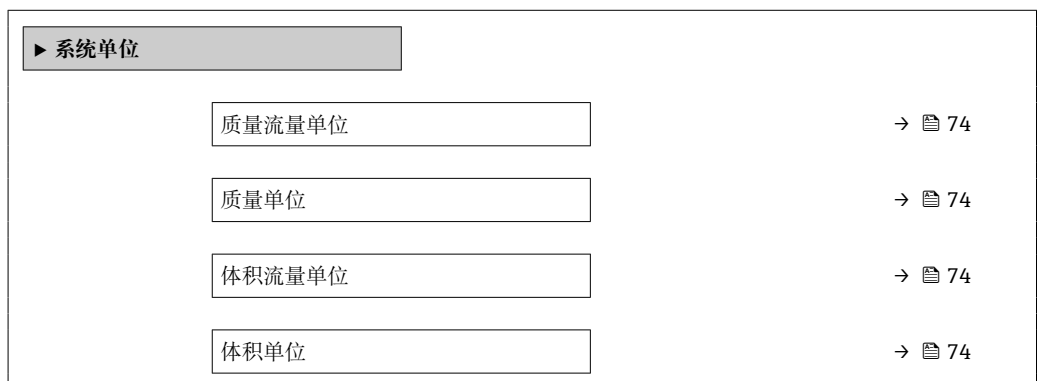 ▶ 系统单位
质量流量单位 → 🖹 74
质量单位 → 🖹 74
体积流量单位 → 🖹 74
体积单位 → 🖹 74